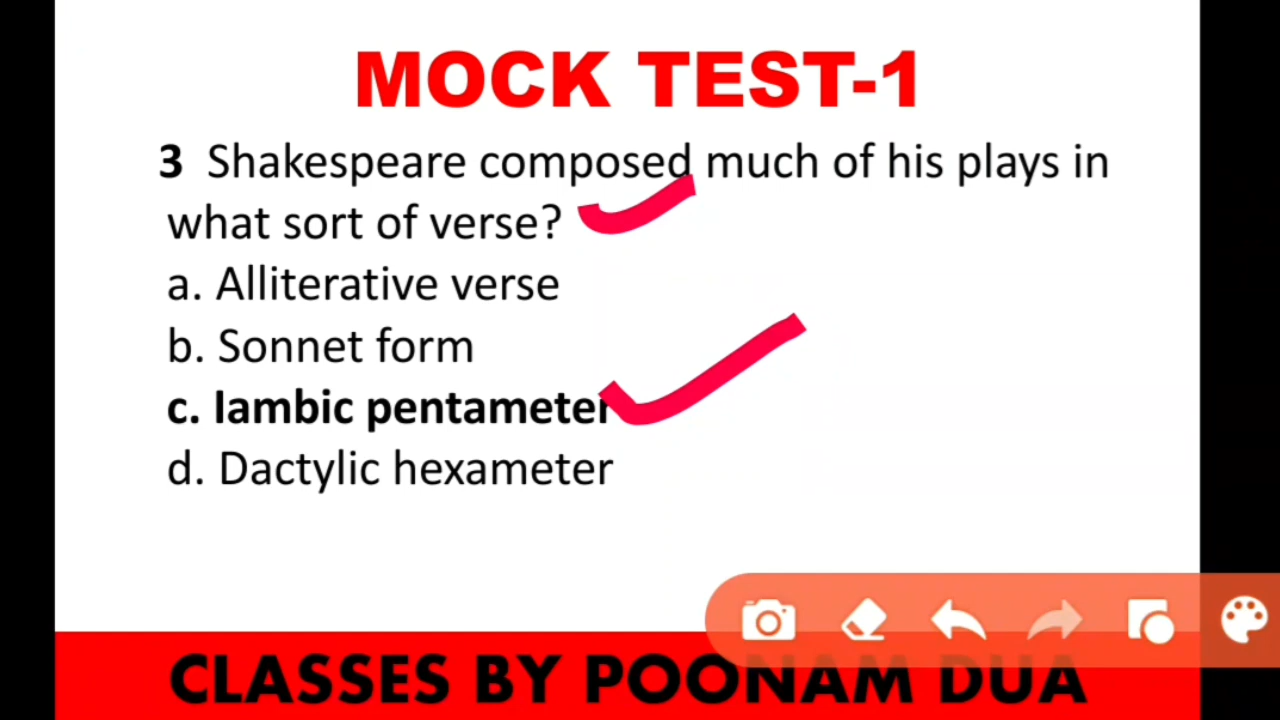 MOCK TEST-1
3 Shakespeare composed much of his plays in
what sort of verse?
a. Alliterative verse
b. Sonnet form
c. Iambic pentameter
d. Dactylic hexameter
CLASSES BY POONAM DUA